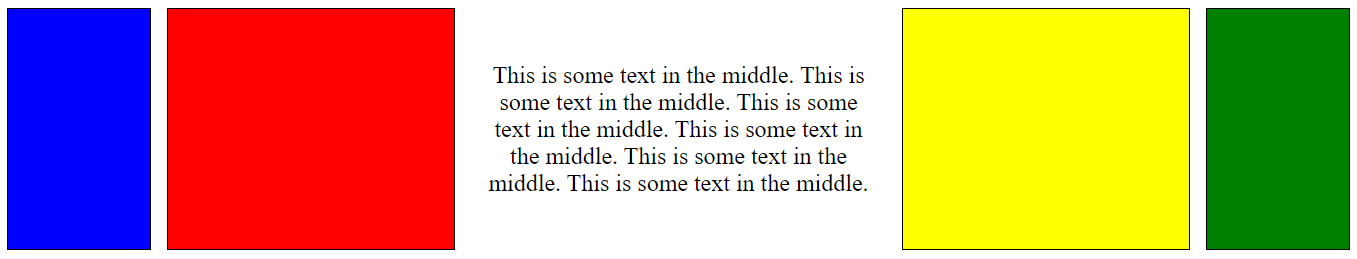 This is some text in the middle. This is
some text in the middle. This is some
text in the middle. This is some text in
the middle. This is some text in the
middle. This is some text in the middle.